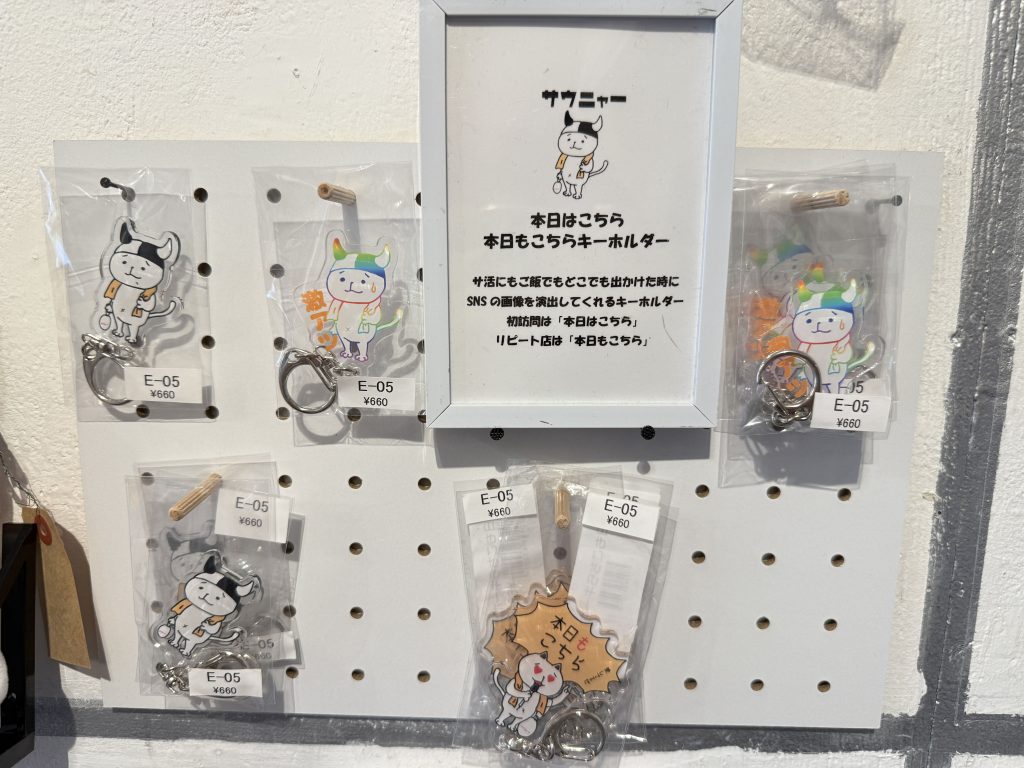 サウニャー
本日はこちら
本日もこちらキーホルダー
サ活にもご飯でもどこでも出かけた時に
SNSの画像を演出してくれるキーホルダー
初訪問は「本日はこちら」
リピート店は「本日もこちら」
E-05
¥660
激アツ
E-05
¥660
E-05
¥660
E-05
¥660
E-05
E-05
¥660
E-05
¥660
E-05
¥660
本日も
こちら